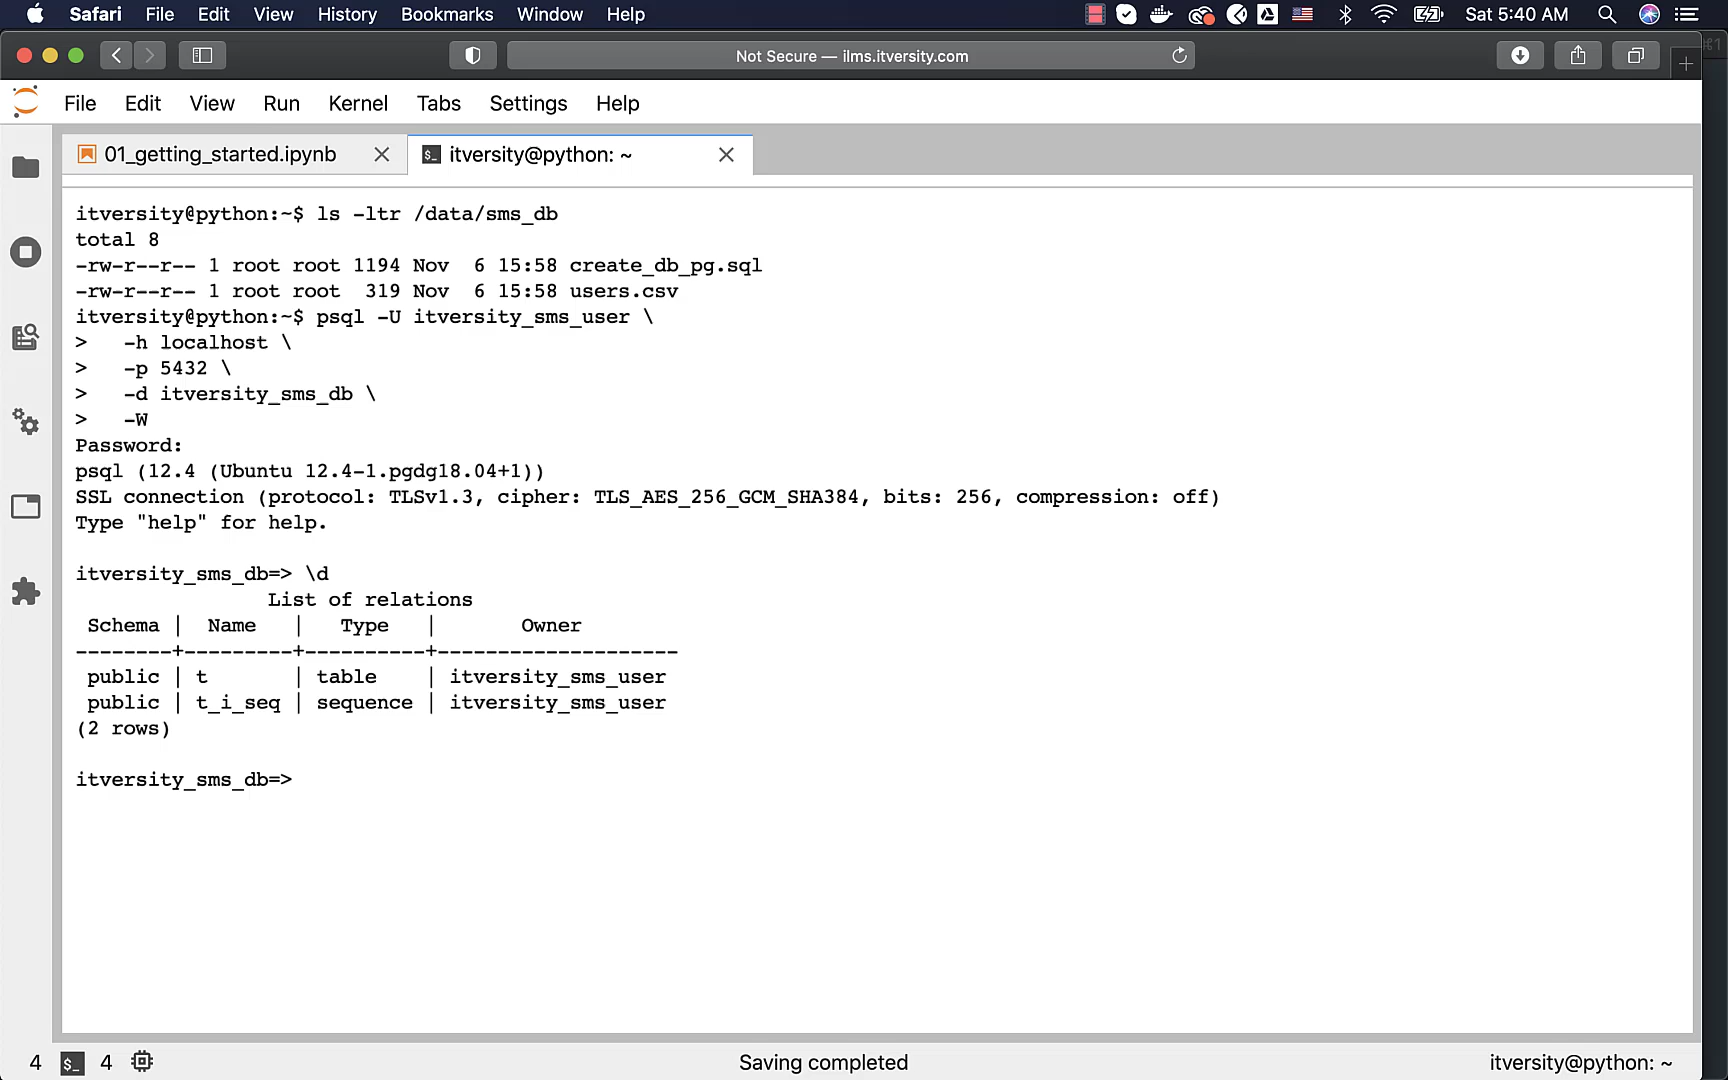 Safari File Edit View History Bookmarks Window Help Sat 5:40 AM
Not Secure — ilms.itversity.com
File Edit View Run Kernel Tabs Settings Help
01_getting_started.ipynb
itversity@python: ~
itversity@python:~$ ls -ltr /data/sms_db
total 8
-rw-r--r-- 1 root root 1194 Nov  6 15:58 create_db_pg.sql
-rw-r--r-- 1 root root  319 Nov  6 15:58 users.csv
itversity@python:~$ psql -U itversity_sms_user \
>   -h localhost \
>   -p 5432 \
>   -d itversity_sms_db \
>   -W
Password:
psql (12.4 (Ubuntu 12.4-1.pgdg18.04+1))
SSL connection (protocol: TLSv1.3, cipher: TLS_AES_256_GCM_SHA384, bits: 256, compression: off)
Type "help" for help.
itversity_sms_db=> \d
List of relations
 Schema |  Name   |   Type   |       Owner
--------+---------+----------+--------------------
 public | t       | table    | itversity_sms_user
 public | t_i_seq | sequence | itversity_sms_user
(2 rows)
itversity_sms_db=>
4 $_ 4 Saving completed itversity@python: ~